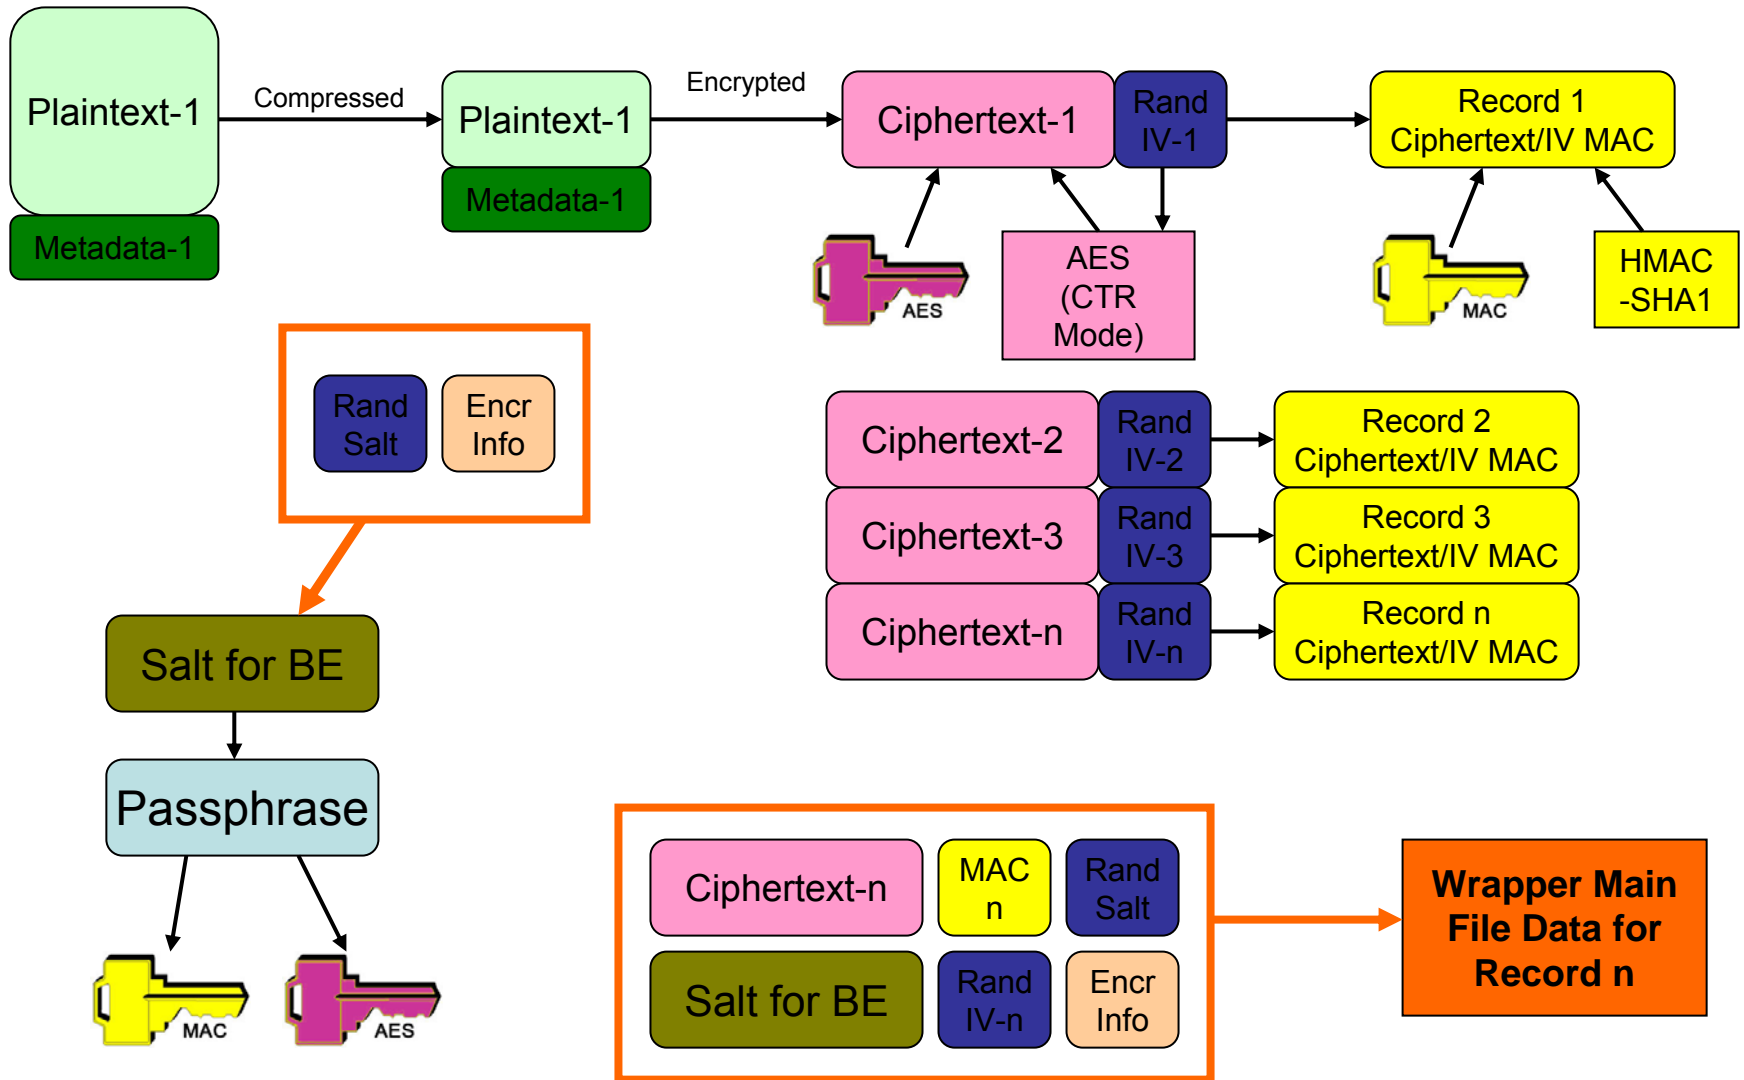 Plaintext-1
Metadata-1
Compressed
Plaintext-1
Metadata-1
Encrypted
Ciphertext-1
Rand
IV-1
Record 1
Ciphertext/IV MAC
AES
AES
(CTR
Mode)
MAC
HMAC
-SHA1
Rand
Salt
Encr
Info
Ciphertext-2
Rand
IV-2
Record 2
Ciphertext/IV MAC
Ciphertext-3
Rand
IV-3
Record 3
Ciphertext/IV MAC
Ciphertext-n
Rand
IV-n
Record n
Ciphertext/IV MAC
Salt for BE
Passphrase
MAC
AES
Ciphertext-n
MAC
n
Rand
Salt
Salt for BE
Rand
IV-n
Encr
Info
Wrapper Main
File Data for
Record n